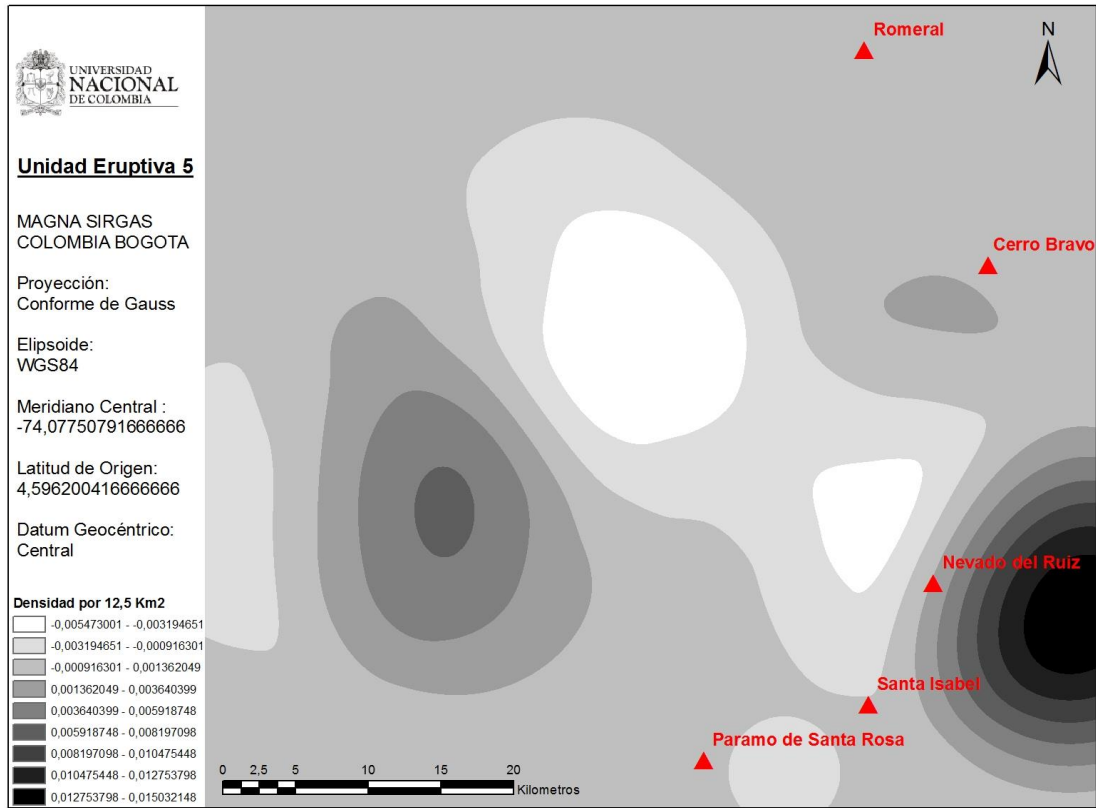 UNIVERSIDAD
NACIONAL
DE COLOMBIA
Unidad Eruptiva 5
MAGNA SIRGAS
COLOMBIA BOGOTA
Proyección:
Conforme de Gauss
Elipsoide:
WGS84
Meridiano Central :
-74,07750791666666
Latitud de Origen:
4,596200416666666
Datum Geocéntrico:
Central
Densidad por 12,5 Km2
-0,005473001 - -0,003194651
-0,003194651 - -0,000916301
-0,000916301 - 0,001362049
0,001362049 - 0,003640399
0,003640399 - 0,005918748
0,005918748 - 0,008197098
0,008197098 - 0,010475448
0,010475448 - 0,012753798
0,012753798 - 0,015032148
Romeral
N
Cerro Bravo
Nevado del Ruíz
Santa Isabel
Paramo de Santa Rosa
0 2,5 5 10 15 20
Kilometros